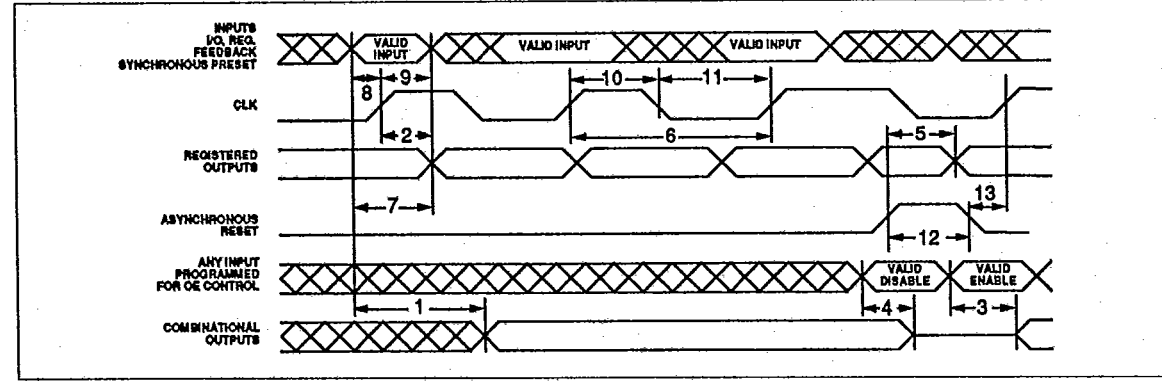 INPUTS
I/O, REG.
FEEDBACK
SYNCHRONOUS PRESET
VALID
INPUT
VALID INPUT
VALID INPUT
8
9
10
11
CLK
2
6
5
REGISTERED
OUTPUTS
7
13
ASYNCHRONOUS
RESET
12
ANY INPUT
PROGRAMMED
FOR OE CONTROL
VALID
DISABLE
VALID
ENABLE
1
4
3
COMBINATIONAL
OUTPUTS